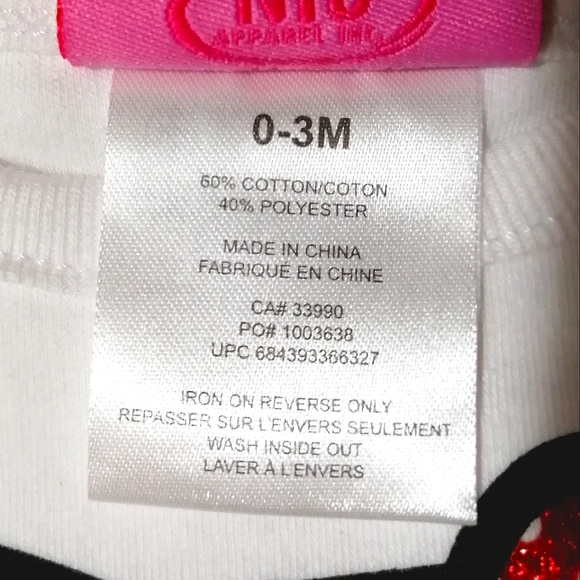 NYC
APPAREL INC.
0-3M
60% COTTON/COTON
40% POLYESTER
MADE IN CHINA
FABRIQUÉ EN CHINE
CA# 33990
PO# 1003638
UPC 684393366327
IRON ON REVERSE ONLY
REPASSER SUR L'ENVERS SEULEMENT
WASH INSIDE OUT
LAVER À L'ENVERS